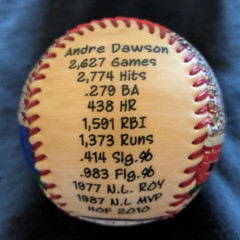 Andre Dawson
2,627 Games
2,774 Hits
.279 BA
438 HR
1,591 RBI
1,373 Runs
.414 Slg.%
.983 Flg.%
1977 N.L. ROY
1987 N.L MVP
HOF 2010